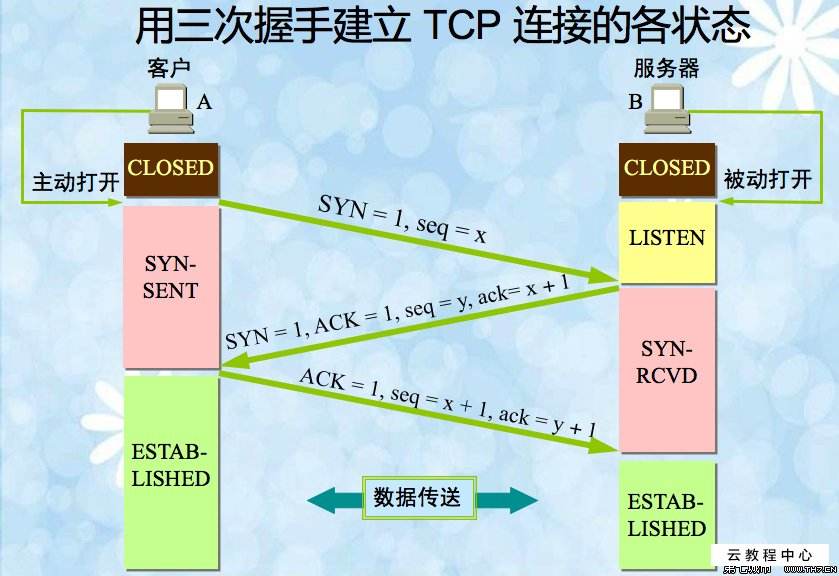 用三次握手建立 TCP 连接的各状态
客户
服务器
A
B
CLOSED
CLOSED
主动打开
被动打开
SYN = 1, seq = x
LISTEN
SYN-
SENT
SYN = 1, ACK = 1, seq = y, ack= x + 1
SYN-
RCVD
ACK = 1, seq = x + 1, ack = y + 1
ESTAB-
LISHED
数据传送
ESTAB-
LISHED
云教程中心
WWW.TH7.CN